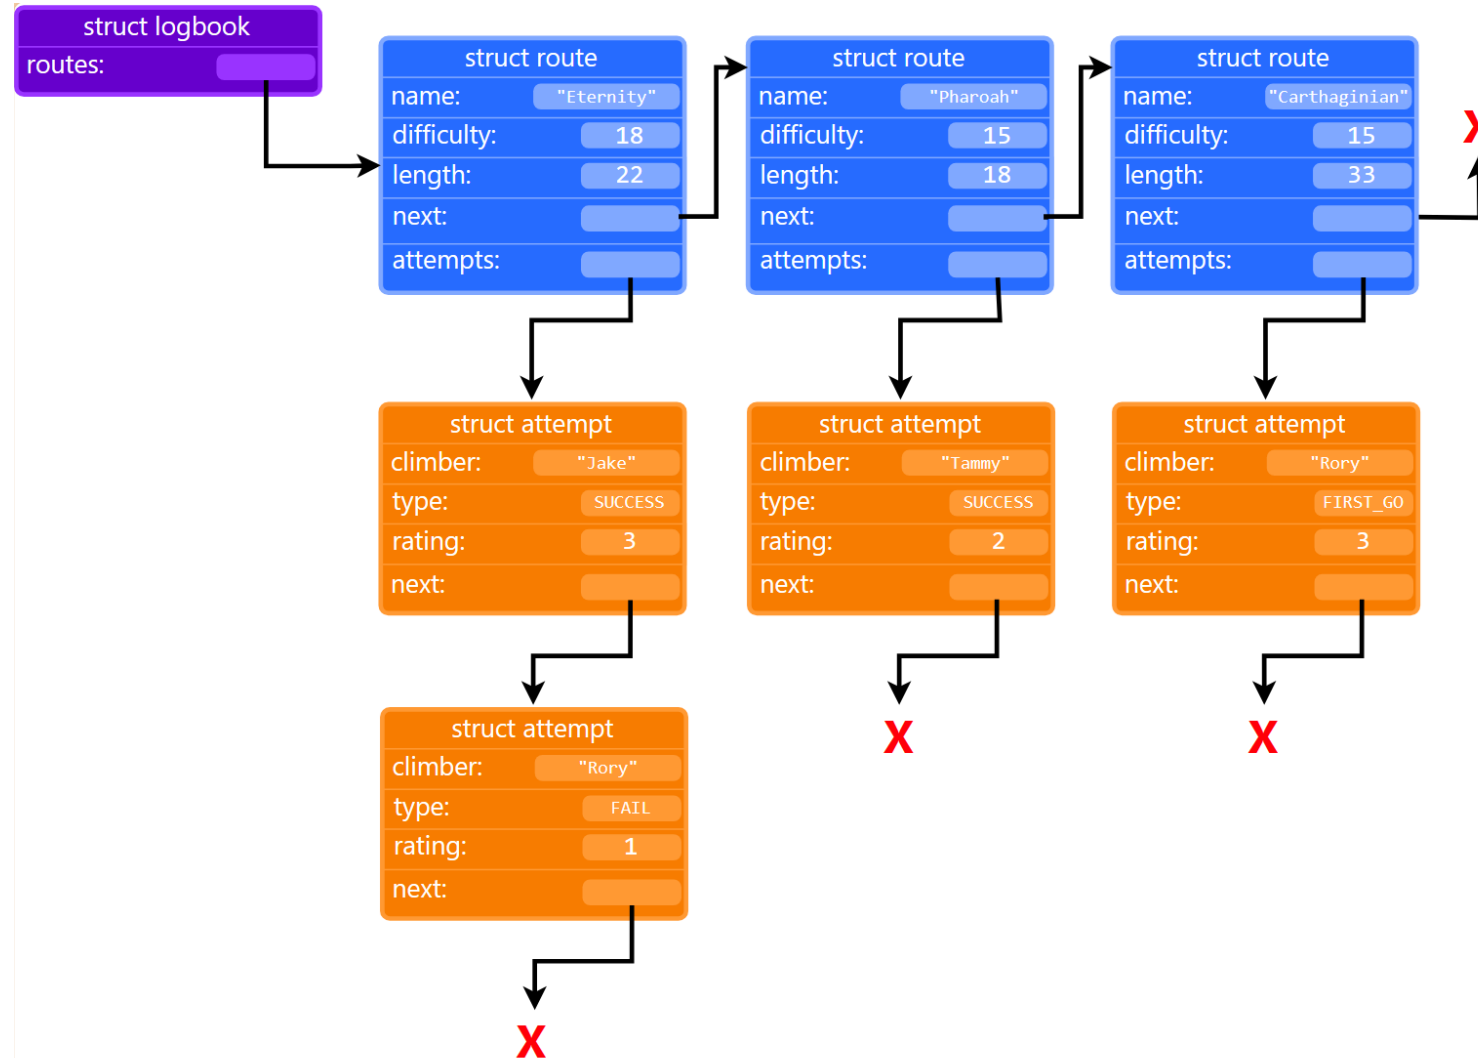 struct logbook
routes:
struct route
name: "Eternity"
difficulty: 18
length: 22
next:
attempts:
struct route
name: "Pharoah"
difficulty: 15
length: 18
next:
attempts:
struct route
name: "Carthaginian"
difficulty: 15
length: 33
next:
attempts:
X
struct attempt
climber: "Jake"
type: SUCCESS
rating: 3
next:
struct attempt
climber: "Tammy"
type: SUCCESS
rating: 2
next:
X
struct attempt
climber: "Rory"
type: FIRST_GO
rating: 3
next:
X
struct attempt
climber: "Rory"
type: FAIL
rating: 1
next:
X